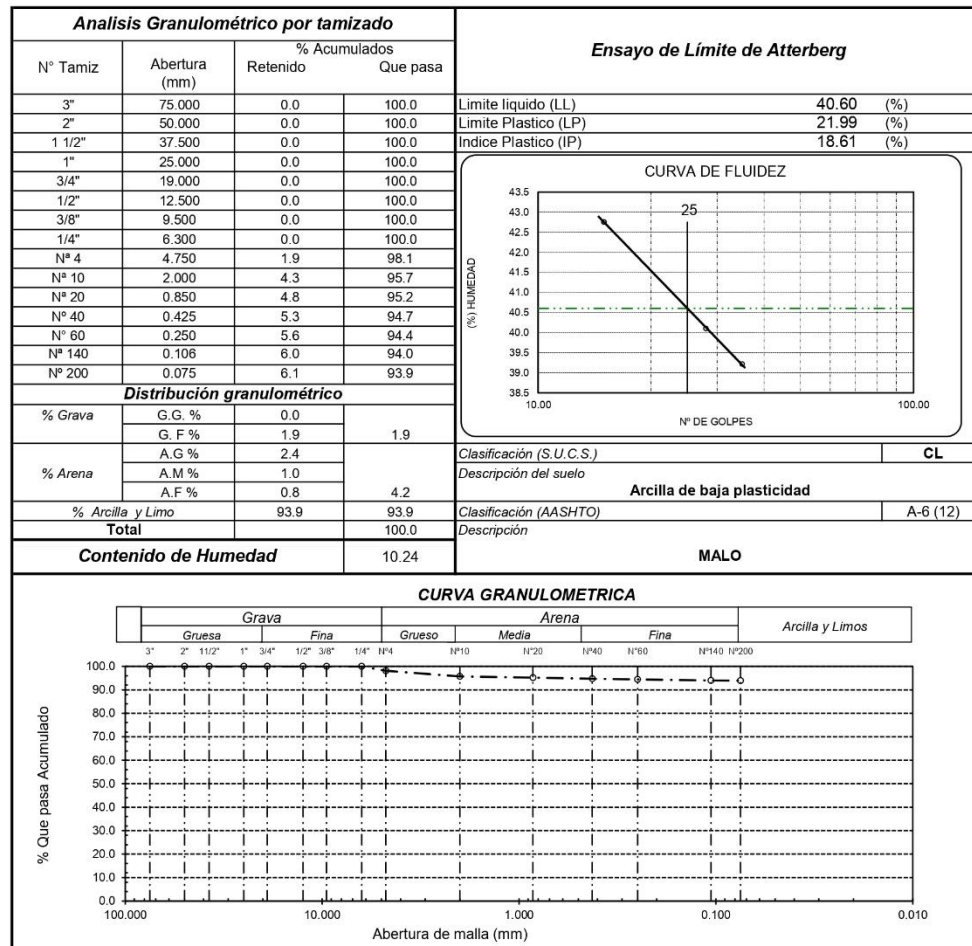 Analisis Granulométrico por tamizado
N° Tamiz Abertura (mm) % Acumulados
Retenido Que pasa
3" 75.000 0.0 100.0
2" 50.000 0.0 100.0
1 1/2" 37.500 0.0 100.0
1" 25.000 0.0 100.0
3/4" 19.000 0.0 100.0
1/2" 12.500 0.0 100.0
3/8" 9.500 0.0 100.0
1/4" 6.300 0.0 100.0
Nª 4 4.750 1.9 98.1
Nª 10 2.000 4.3 95.7
Nª 20 0.850 4.8 95.2
Nº 40 0.425 5.3 94.7
N° 60 0.250 5.6 94.4
Nª 140 0.106 6.0 94.0
Nº 200 0.075 6.1 93.9
Distribución granulométrico
% Grava G.G. % 0.0
G. F % 1.9 1.9
A.G % 2.4
% Arena A.M % 1.0
A.F % 0.8 4.2
% Arcilla y Limo 93.9 93.9
Total 100.0
Contenido de Humedad 10.24
Ensayo de Límite de Atterberg
Limite liquido (LL) 40.60 (%)
Limite Plastico (LP) 21.99 (%)
Indice Plastico (IP) 18.61 (%)
CURVA DE FLUIDEZ
25
(%) HUMEDAD
43.5
43.0
42.5
42.0
41.5
41.0
40.5
40.0
39.5
39.0
38.5
10.00 100.00
Nº DE GOLPES
Clasificación (S.U.C.S.) CL
Descripción del suelo
Arcilla de baja plasticidad
Clasificación (AASHTO) A-6 (12)
Descripción
MALO
CURVA GRANULOMETRICA
Grava Arena Arcilla y Limos
Gruesa Fina Grueso Media Fina
3" 2" 11/2" 1" 3/4" 1/2" 3/8" 1/4" Nº4 Nª10 N°20 Nº40 N°60 Nª140 Nº200
% Que pasa Acumulado
100.0
90.0
80.0
70.0
60.0
50.0
40.0
30.0
20.0
10.0
0.0
100.000 10.000 1.000 0.100 0.010
Abertura de malla (mm)